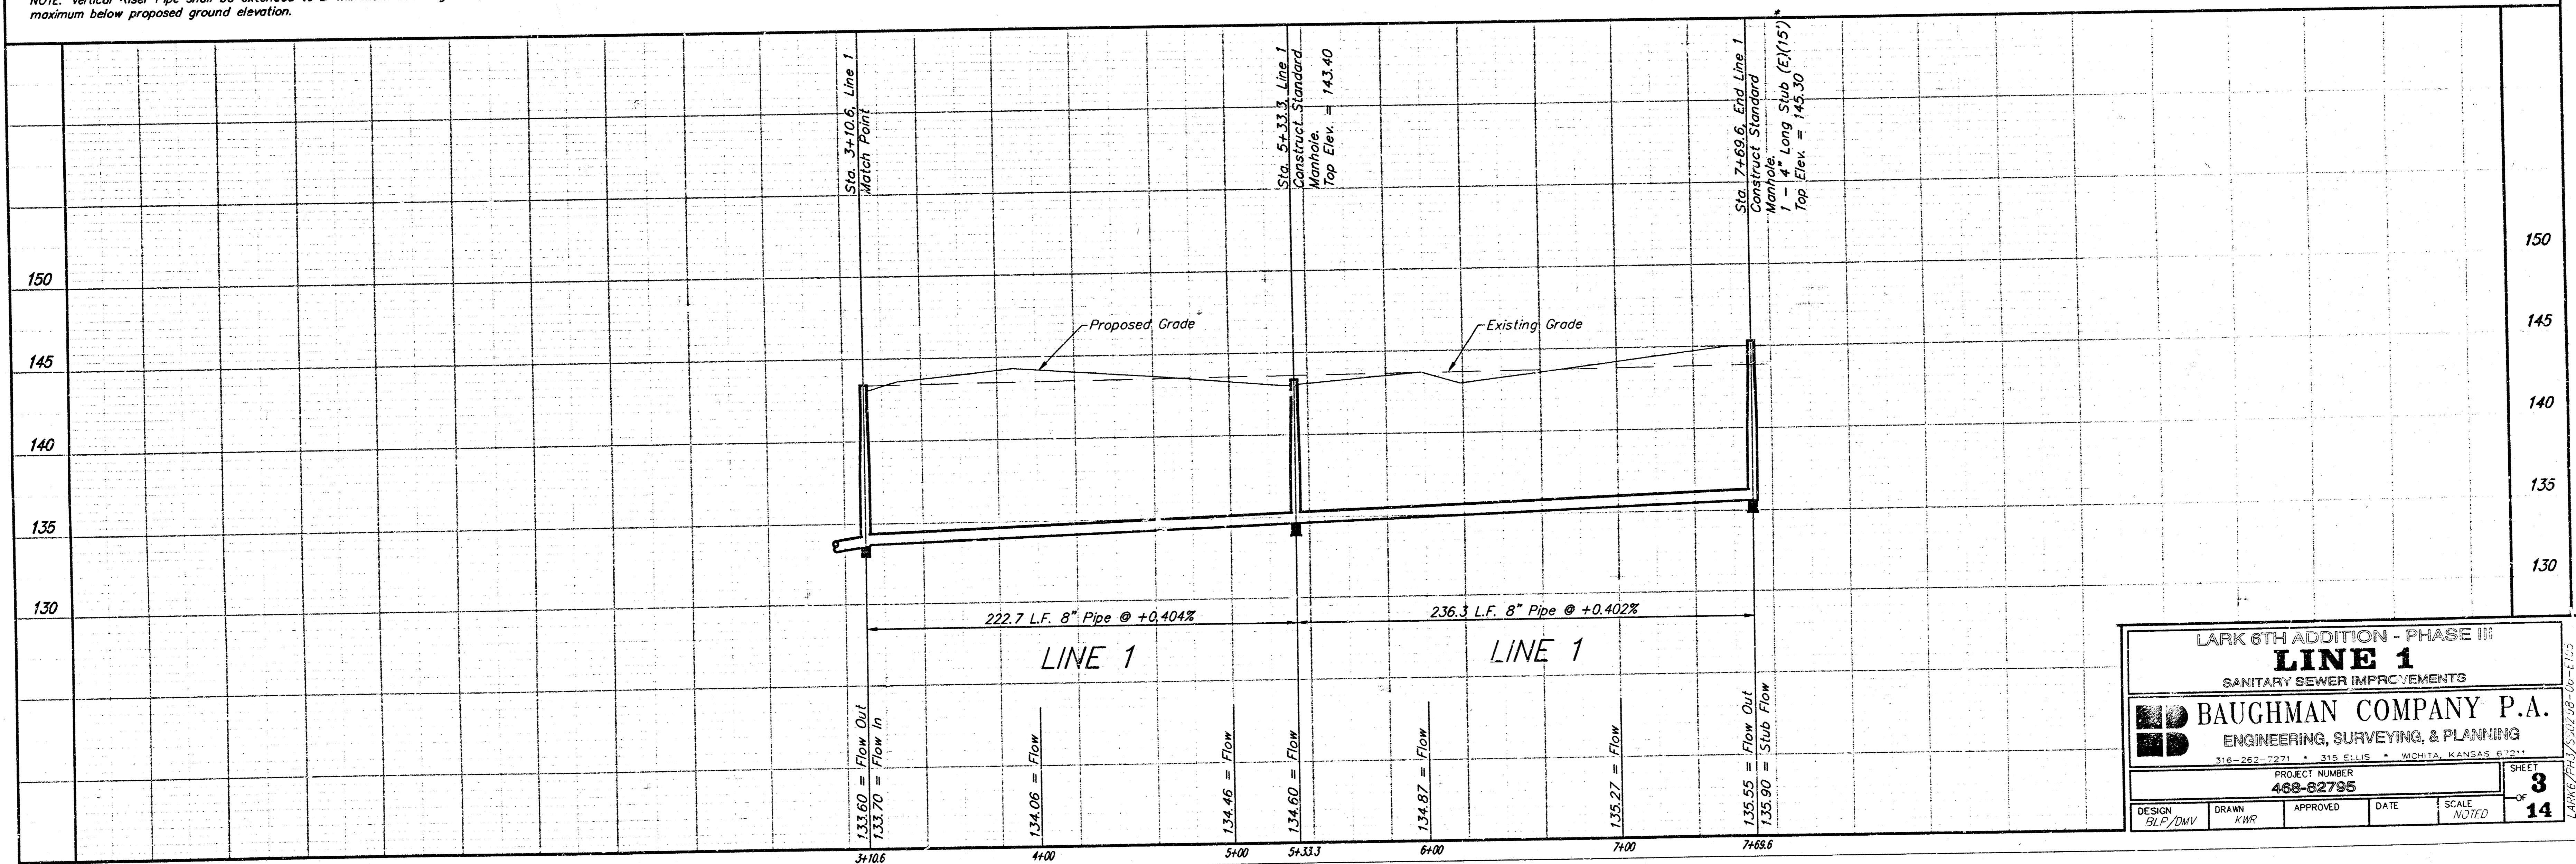 maximum below proposed ground elevation.
Sta. 3+10.6, Line 1
Match Point
Sta. 5+33.3, Line 1
Construct Standard
Manhole.
Top Elev. = 143.40
Sta. 7+69.6, End Line 1
Construct Standard
Manhole.
1 - 4" Long Stub (E)(15')*
Top Elev. = 145.30
150
145
140
135
130
150
145
140
135
130
Proposed Grade
Existing Grade
222.7 L.F. 8" Pipe @ +0.404%
236.3 L.F. 8" Pipe @ +0.402%
LINE 1
LINE 1
133.60 = Flow Out
133.70 = Flow In
134.06 = Flow
134.46 = Flow
134.60 = Flow
134.87 = Flow
135.27 = Flow
135.55 = Flow Out
135.90 = Stub Flow
3+10.6
4+00
5+00
5+33.3
6+00
7+00
7+69.6
LARK 6TH ADDITION - PHASE III
LINE 1
SANITARY SEWER IMPROVEMENTS
BAUGHMAN COMPANY P.A.
ENGINEERING, SURVEYING, & PLANNING
316-262-7271 * 315 ELLIS * WICHITA, KANSAS 67211
PROJECT NUMBER
468-82795
SHEET
3
OF
14
DESIGN
BLP/DMV
DRAWN
KWR
APPROVED
DATE
SCALE
NOTED